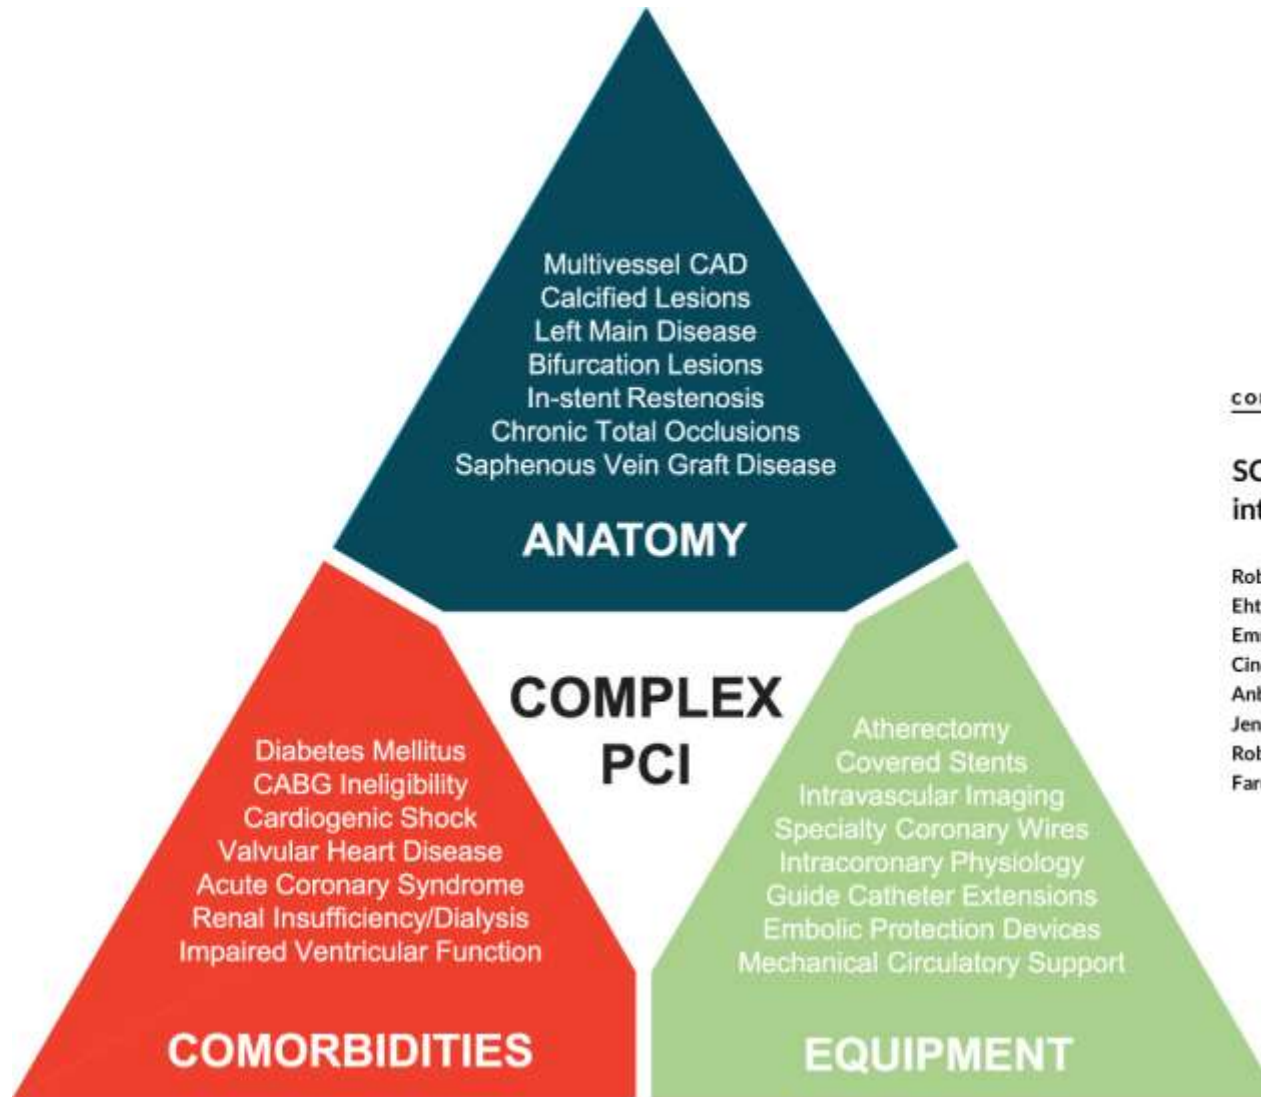 Multivessel CAD
Calcified Lesions
Left Main Disease
Bifurcation Lesions
In-stent Restenosis
Chronic Total Occlusions
Saphenous Vein Graft Disease
ANATOMY
COMPLEX
PCI
Diabetes Mellitus
CABG Ineligibility
Cardiogenic Shock
Valvular Heart Disease
Acute Coronary Syndrome
Renal Insufficiency/Dialysis
Impaired Ventricular Function
COMORBIDITIES
Atherectomy
Covered Stents
Intravascular Imaging
Specialty Coronary Wires
Intracoronary Physiology
Guide Catheter Extensions
Embolic Protection Devices
Mechanical Circulatory Support
EQUIPMENT